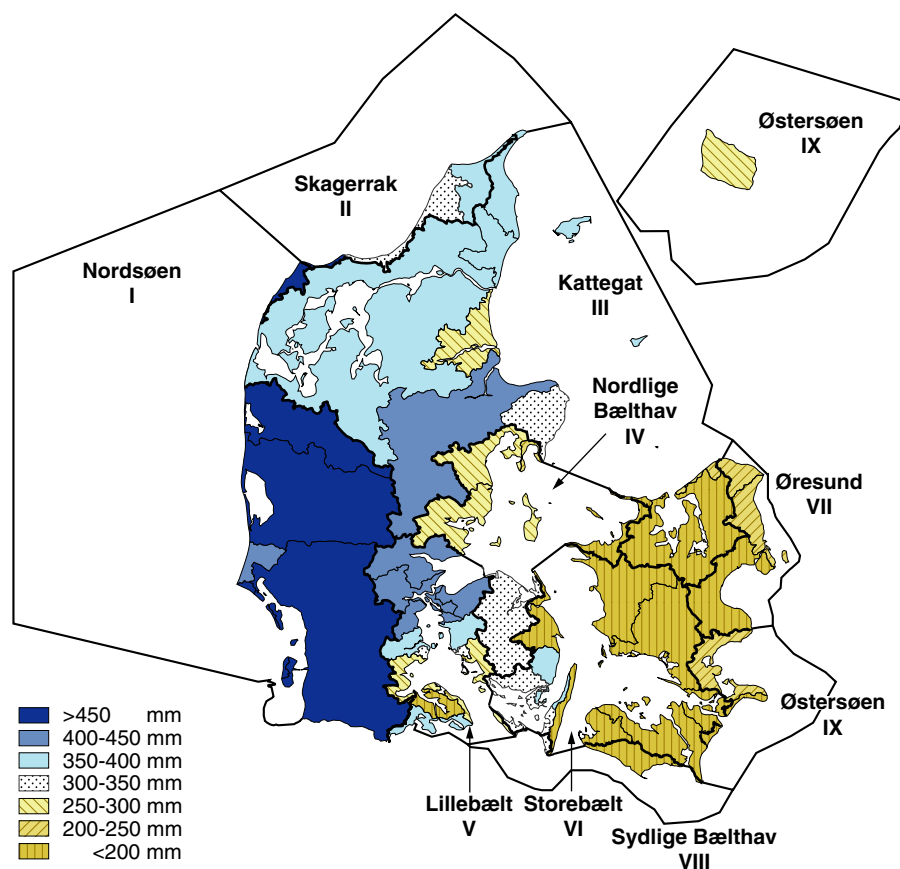 Østersøen
IX
Skagerrak
II
Nordsøen
I
Kattegat
III
Nordlige
Bælthav
IV
Øresund
VII
Østersøen
IX
Lillebælt
V
Storebælt
VI
Sydlige Bælthav
VIII
>450 mm
400-450 mm
350-400 mm
300-350 mm
250-300 mm
200-250 mm
<200 mm